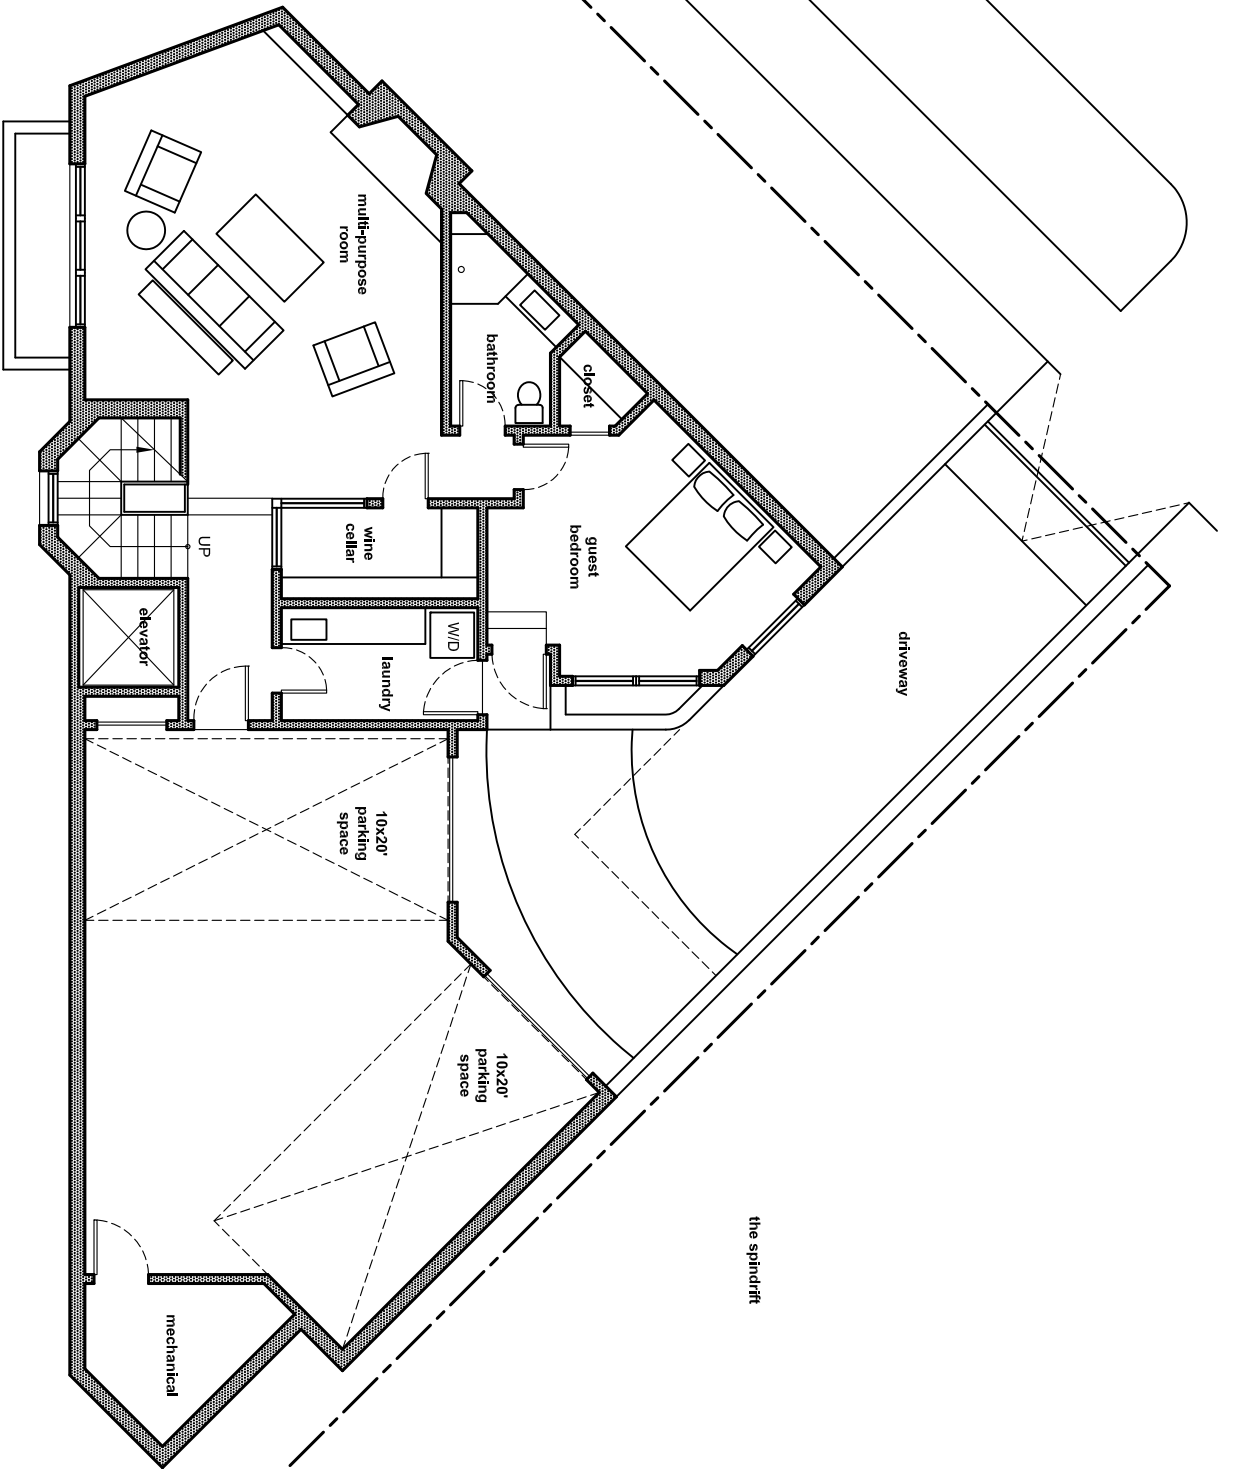 multi-purpose
room
bathroom
closet
guest
bedroom
wine
cellar
UP
elevator
W/D
laundry
driveway
10x20'
parking
space
10x20'
parking
space
the spindrift
mechanical